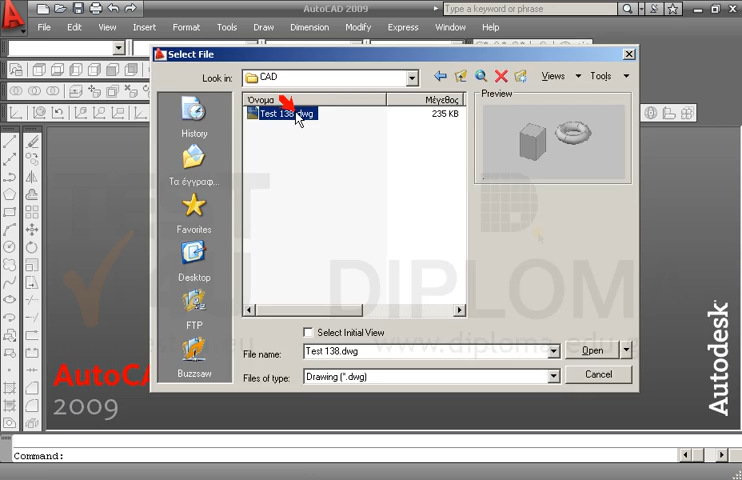 AutoCAD 2009
Type a keyword or phrase
File Edit View Insert Format Tools Draw Dimension Modify Express Window Help
Select File
Look in: CAD Views Tools
Όνομα Μέγεθος
Test 138.dwg 235 KB
Preview
History
Τα έγγραφ...
Favorites
Desktop
FTP
Buzzsaw
Select Initial View
File name: Test 138.dwg Open
Files of type: Drawing (*.dwg) Cancel
DIPLOM
www.diploma.edu
AutoCA
2009
Autodesk
Command: